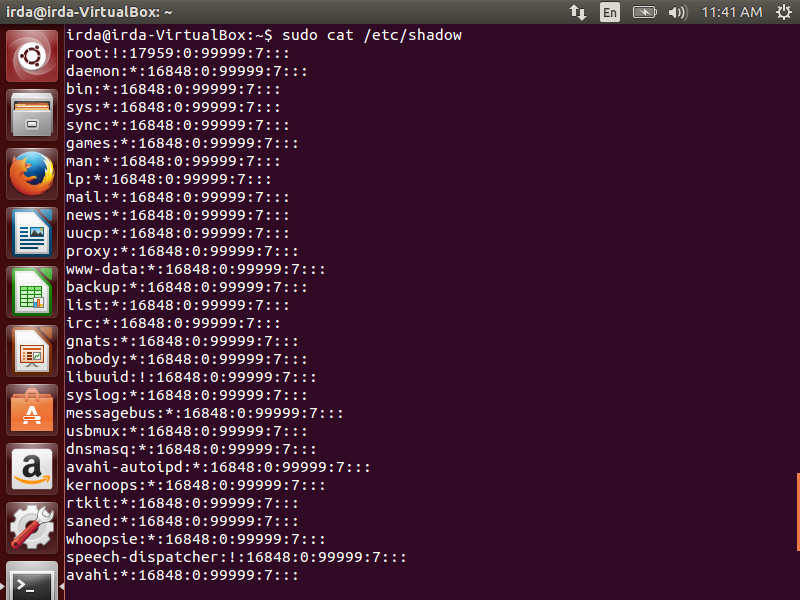 irda@irda-VirtualBox: ~
En
11:41 AM
irda@irda-VirtualBox:~$ sudo cat /etc/shadow
root:!:17959:0:99999:7:::
daemon:*:16848:0:99999:7:::
bin:*:16848:0:99999:7:::
sys:*:16848:0:99999:7:::
sync:*:16848:0:99999:7:::
games:*:16848:0:99999:7:::
man:*:16848:0:99999:7:::
lp:*:16848:0:99999:7:::
mail:*:16848:0:99999:7:::
news:*:16848:0:99999:7:::
uucp:*:16848:0:99999:7:::
proxy:*:16848:0:99999:7:::
www-data:*:16848:0:99999:7:::
backup:*:16848:0:99999:7:::
list:*:16848:0:99999:7:::
irc:*:16848:0:99999:7:::
gnats:*:16848:0:99999:7:::
nobody:*:16848:0:99999:7:::
libuuid:!:16848:0:99999:7:::
syslog:*:16848:0:99999:7:::
messagebus:*:16848:0:99999:7:::
usbmux:*:16848:0:99999:7:::
dnsmasq:*:16848:0:99999:7:::
avahi-autoipd:*:16848:0:99999:7:::
kernoops:*:16848:0:99999:7:::
rtkit:*:16848:0:99999:7:::
saned:*:16848:0:99999:7:::
whoopsie:*:16848:0:99999:7:::
speech-dispatcher:!:16848:0:99999:7:::
avahi:*:16848:0:99999:7:::